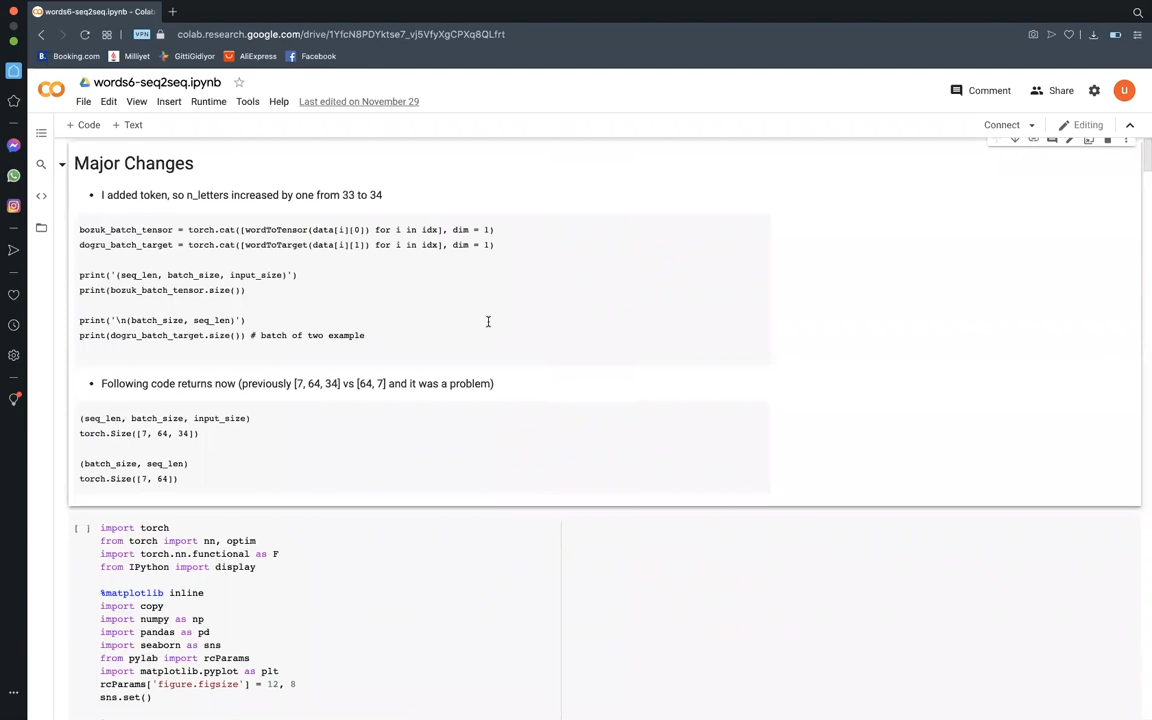 words6-seq2seq.ipynb - Colab
VPN
colab.research.google.com/drive/1YfcN8PDYktse7_vj5VfyXgCPXq8QLfrt
B. Booking.com
Milliyet
GittiGidiyor
AliExpress
Facebook
words6-seq2seq.ipynb
Comment
Share
u
File Edit View Insert Runtime Tools Help Last edited on November 29
+ Code + Text
Connect
Editing
Major Changes
• I added token, so n_letters increased by one from 33 to 34
bozuk_batch_tensor = torch.cat([wordToTensor(data[i][0]) for i in idx], dim = 1)
dogru_batch_target = torch.cat([wordToTarget(data[i][1]) for i in idx], dim = 1)
print('(seq_len, batch_size, input_size)')
print(bozuk_batch_tensor.size())
print('\n(batch_size, seq_len)')
print(dogru_batch_target.size()) # batch of two example
• Following code returns now (previously [7, 64, 34] vs [64, 7] and it was a problem)
(seq_len, batch_size, input_size)
torch.Size([7, 64, 34])
(batch_size, seq_len)
torch.Size([7, 64])
[ ] import torch
from torch import nn, optim
import torch.nn.functional as F
from IPython import display
%matplotlib inline
import copy
import numpy as np
import pandas as pd
import seaborn as sns
from pylab import rcParams
import matplotlib.pyplot as plt
rcParams['figure.figsize'] = 12, 8
sns.set()